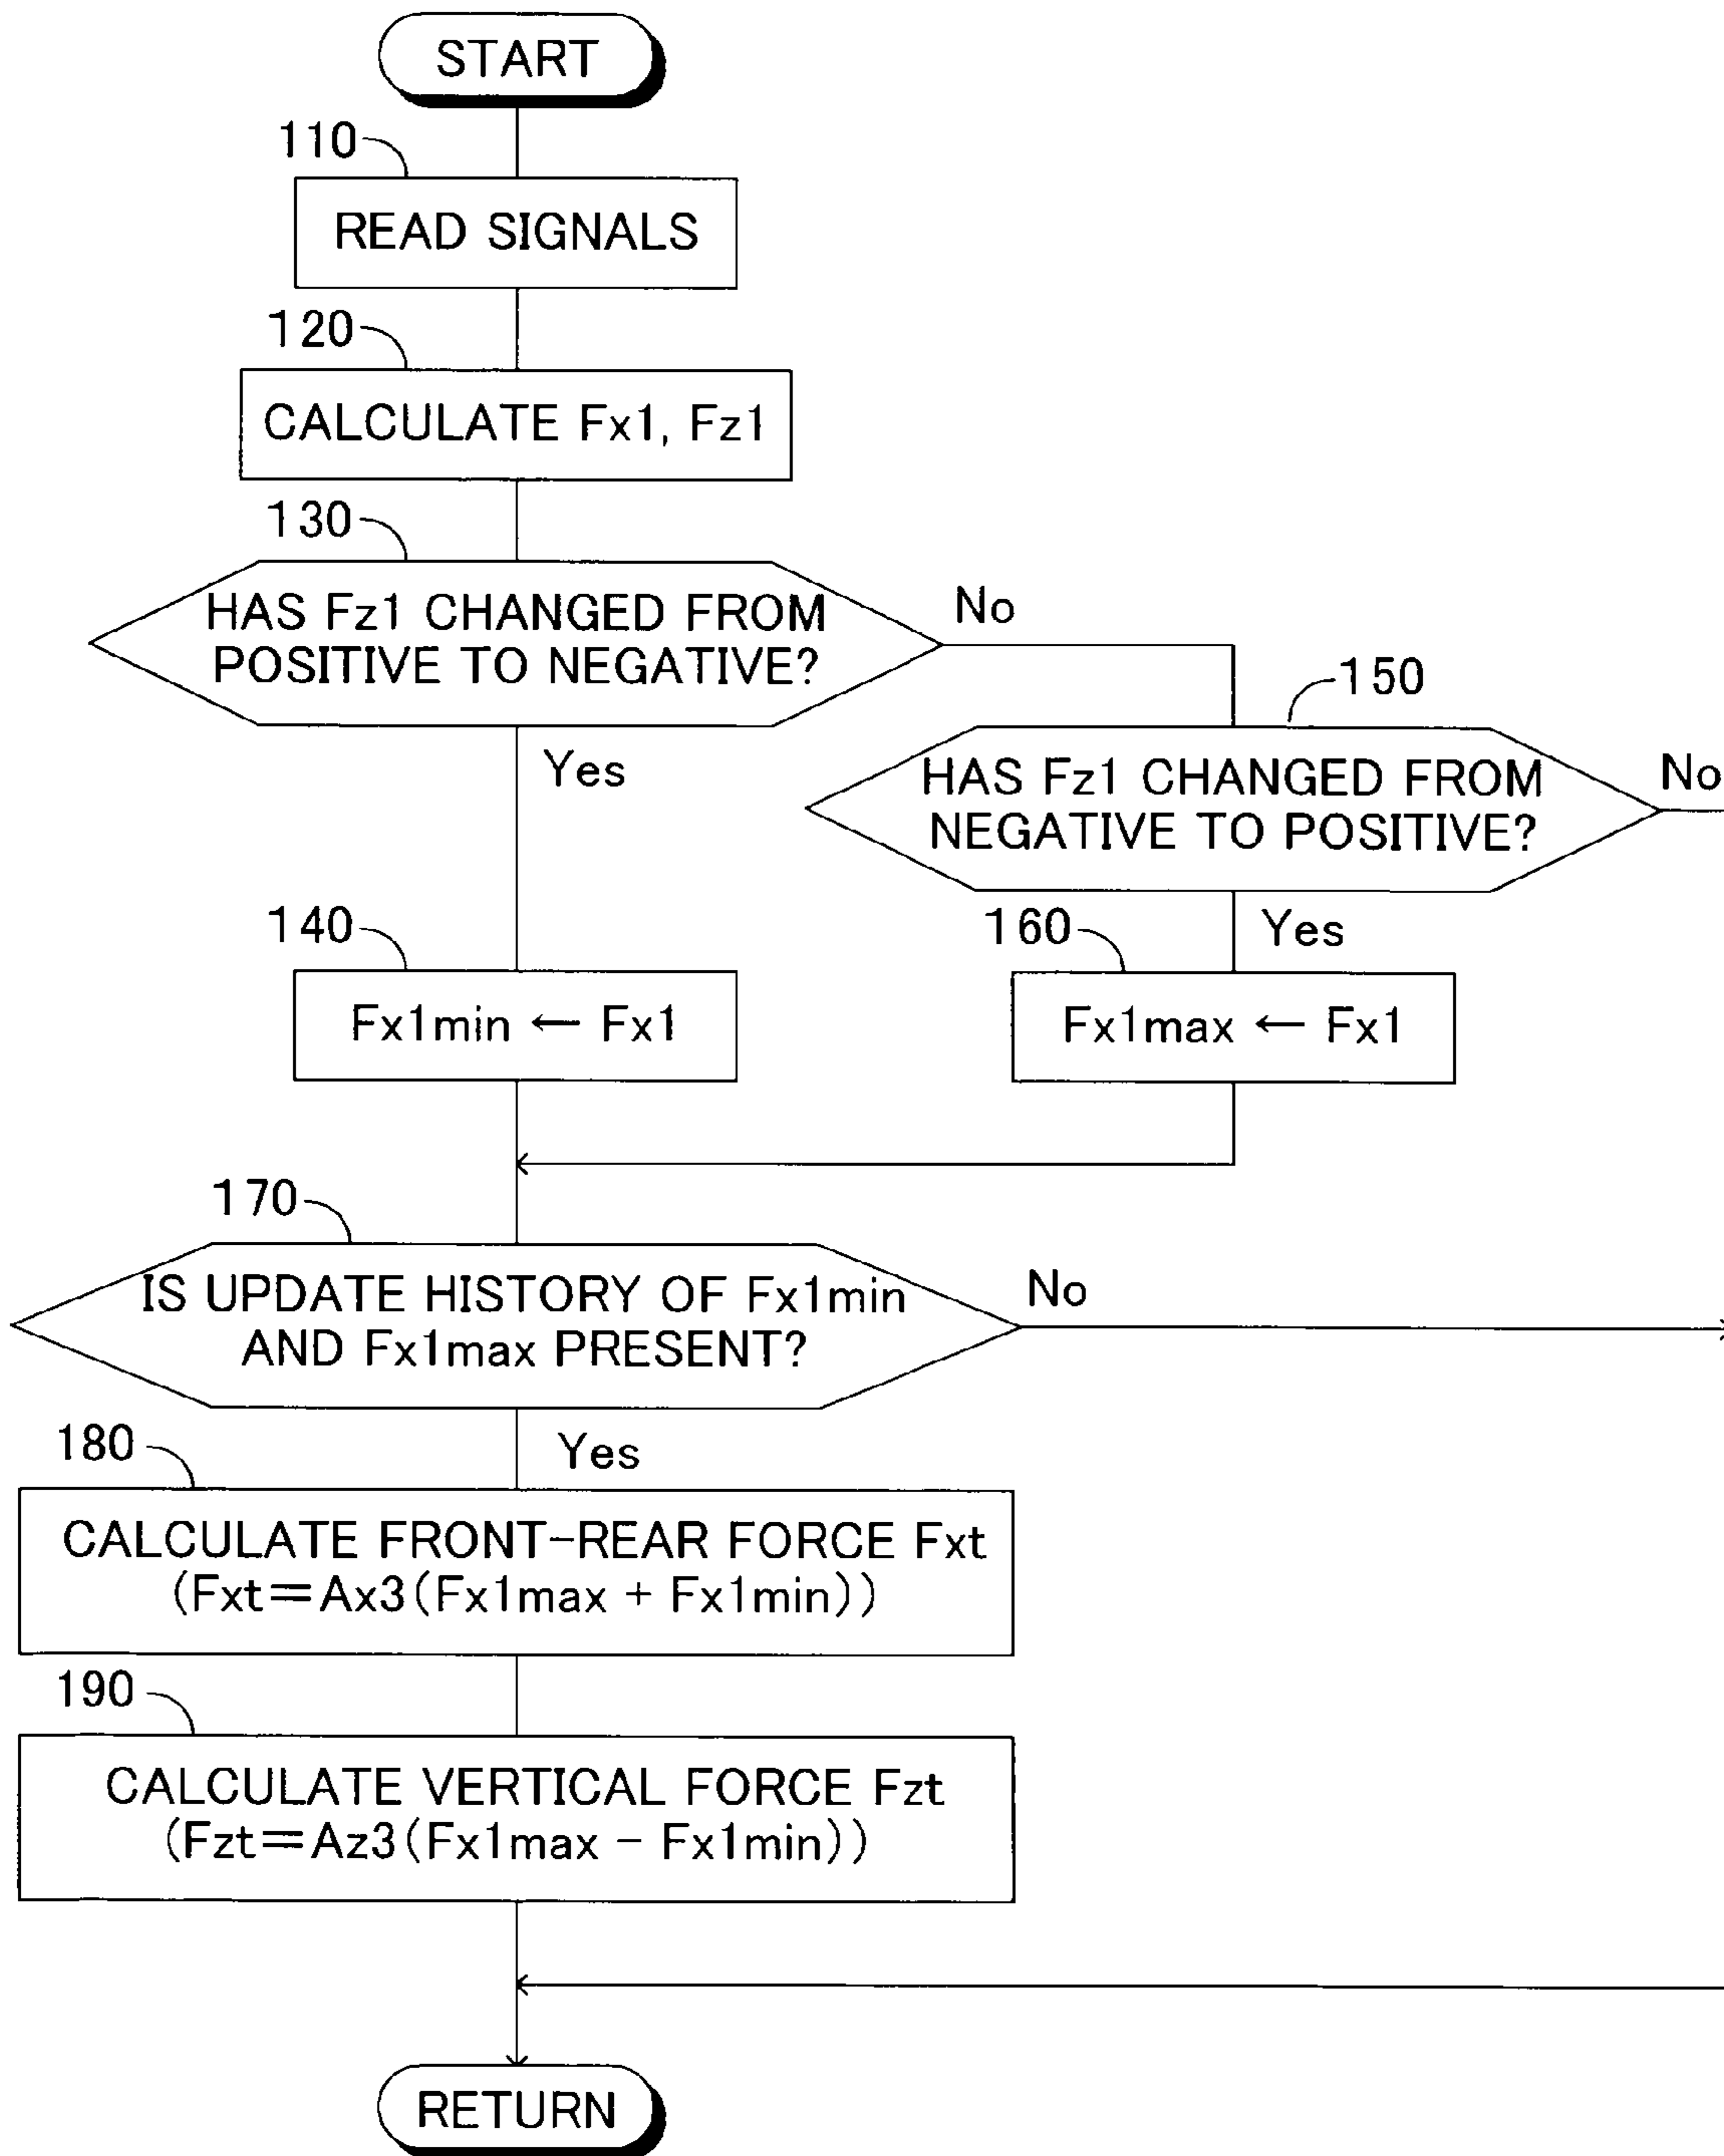 START
110
READ SIGNALS
120
CALCULATE Fx1, Fz1
130
HAS Fz1 CHANGED FROM
POSITIVE TO NEGATIVE?
No
Yes
150
HAS Fz1 CHANGED FROM
NEGATIVE TO POSITIVE?
No
Yes
140
Fx1min ← Fx1
160
Fx1max ← Fx1
170
IS UPDATE HISTORY OF Fx1min
AND Fx1max PRESENT?
No
Yes
180
CALCULATE FRONT-REAR FORCE Fxt
(Fxt=Ax3(Fx1max + Fx1min))
190
CALCULATE VERTICAL FORCE Fzt
(Fzt=Az3(Fx1max - Fx1min))
RETURN